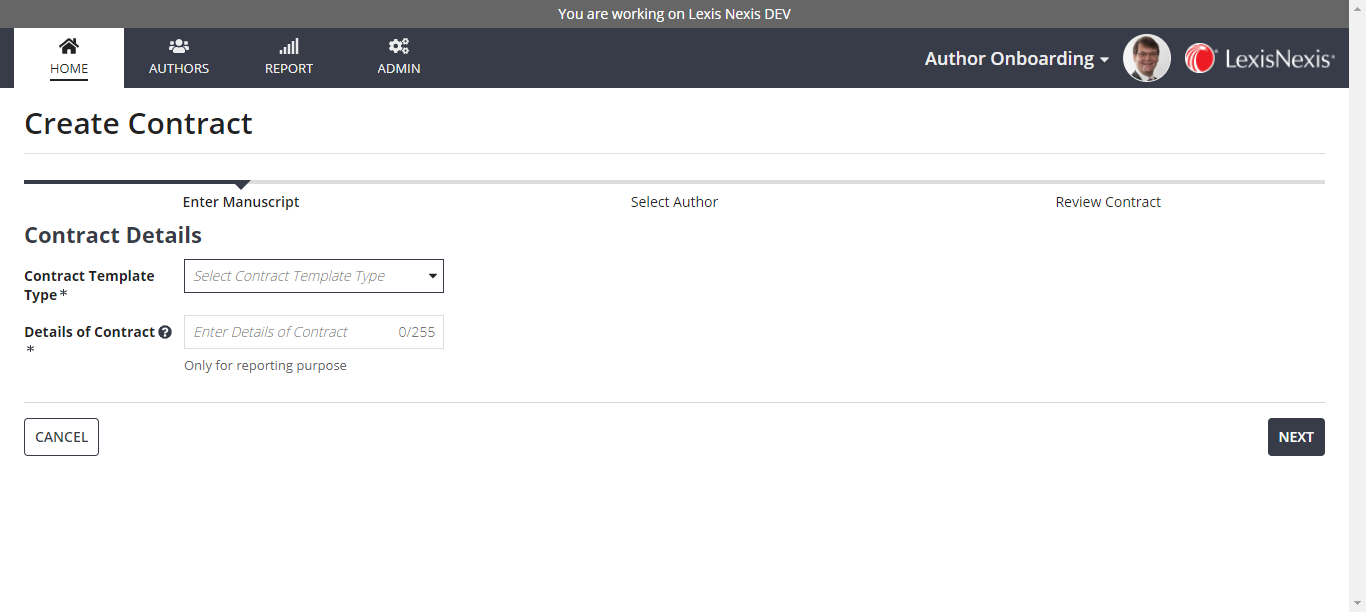 You are working on Lexis Nexis DEV
HOME
AUTHORS
REPORT
ADMIN
Author Onboarding
LexisNexis
Create Contract
Enter Manuscript
Select Author
Review Contract
Contract Details
Contract Template
Type *
Select Contract Template Type
Details of Contract
*
Enter Details of Contract 0/255
Only for reporting purpose
CANCEL
NEXT